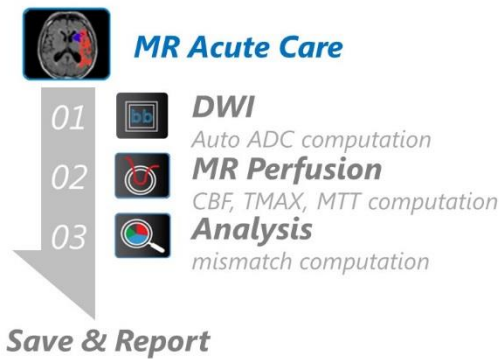 MR Acute Care
01
bb
DWI
Auto ADC computation
02
MR Perfusion
CBF, TMAX, MTT computation
03
Analysis
mismatch computation
Save & Report